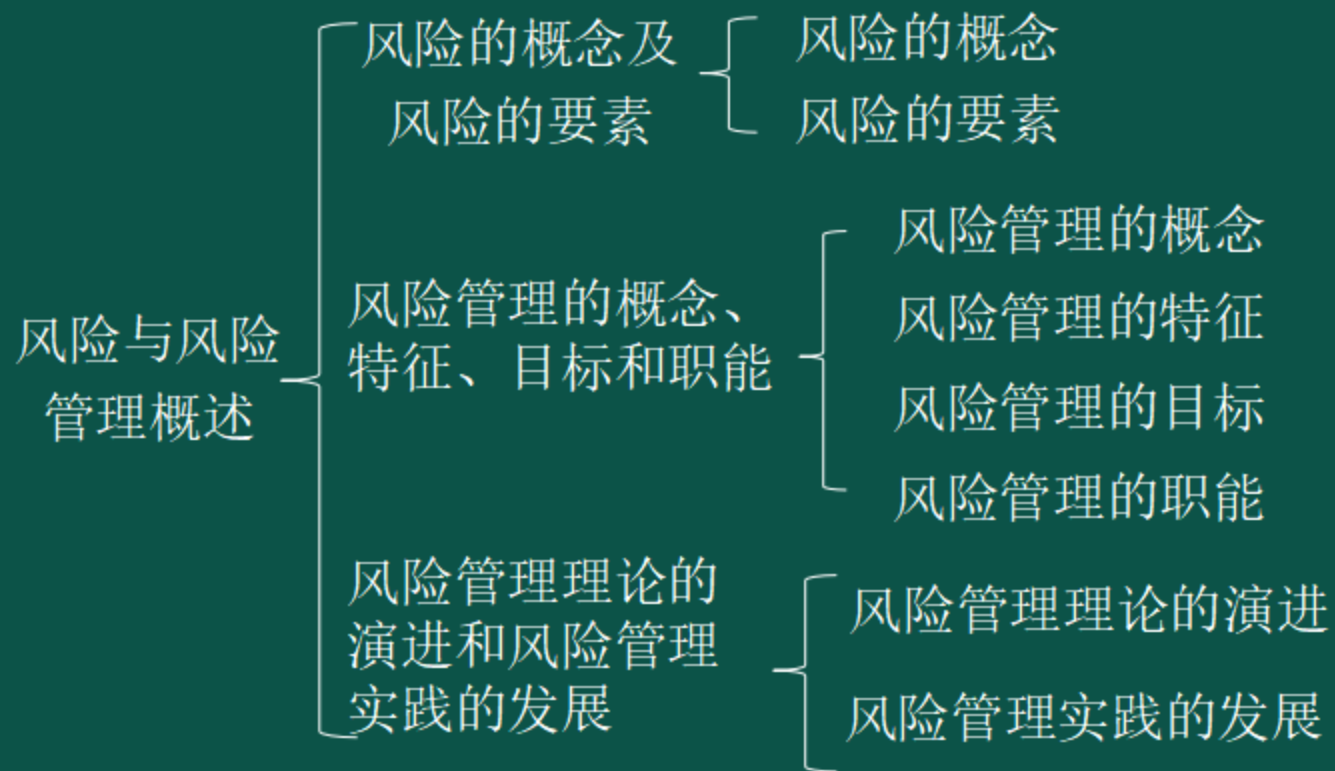 风险与风险
管理概述
风险的概念及
风险的要素
风险的概念
风险的要素
风险管理的概念、
特征、目标和职能
风险管理的概念
风险管理的特征
风险管理的目标
风险管理的职能
风险管理理论的
演进和风险管理
实践的发展
风险管理理论的演进
风险管理实践的发展